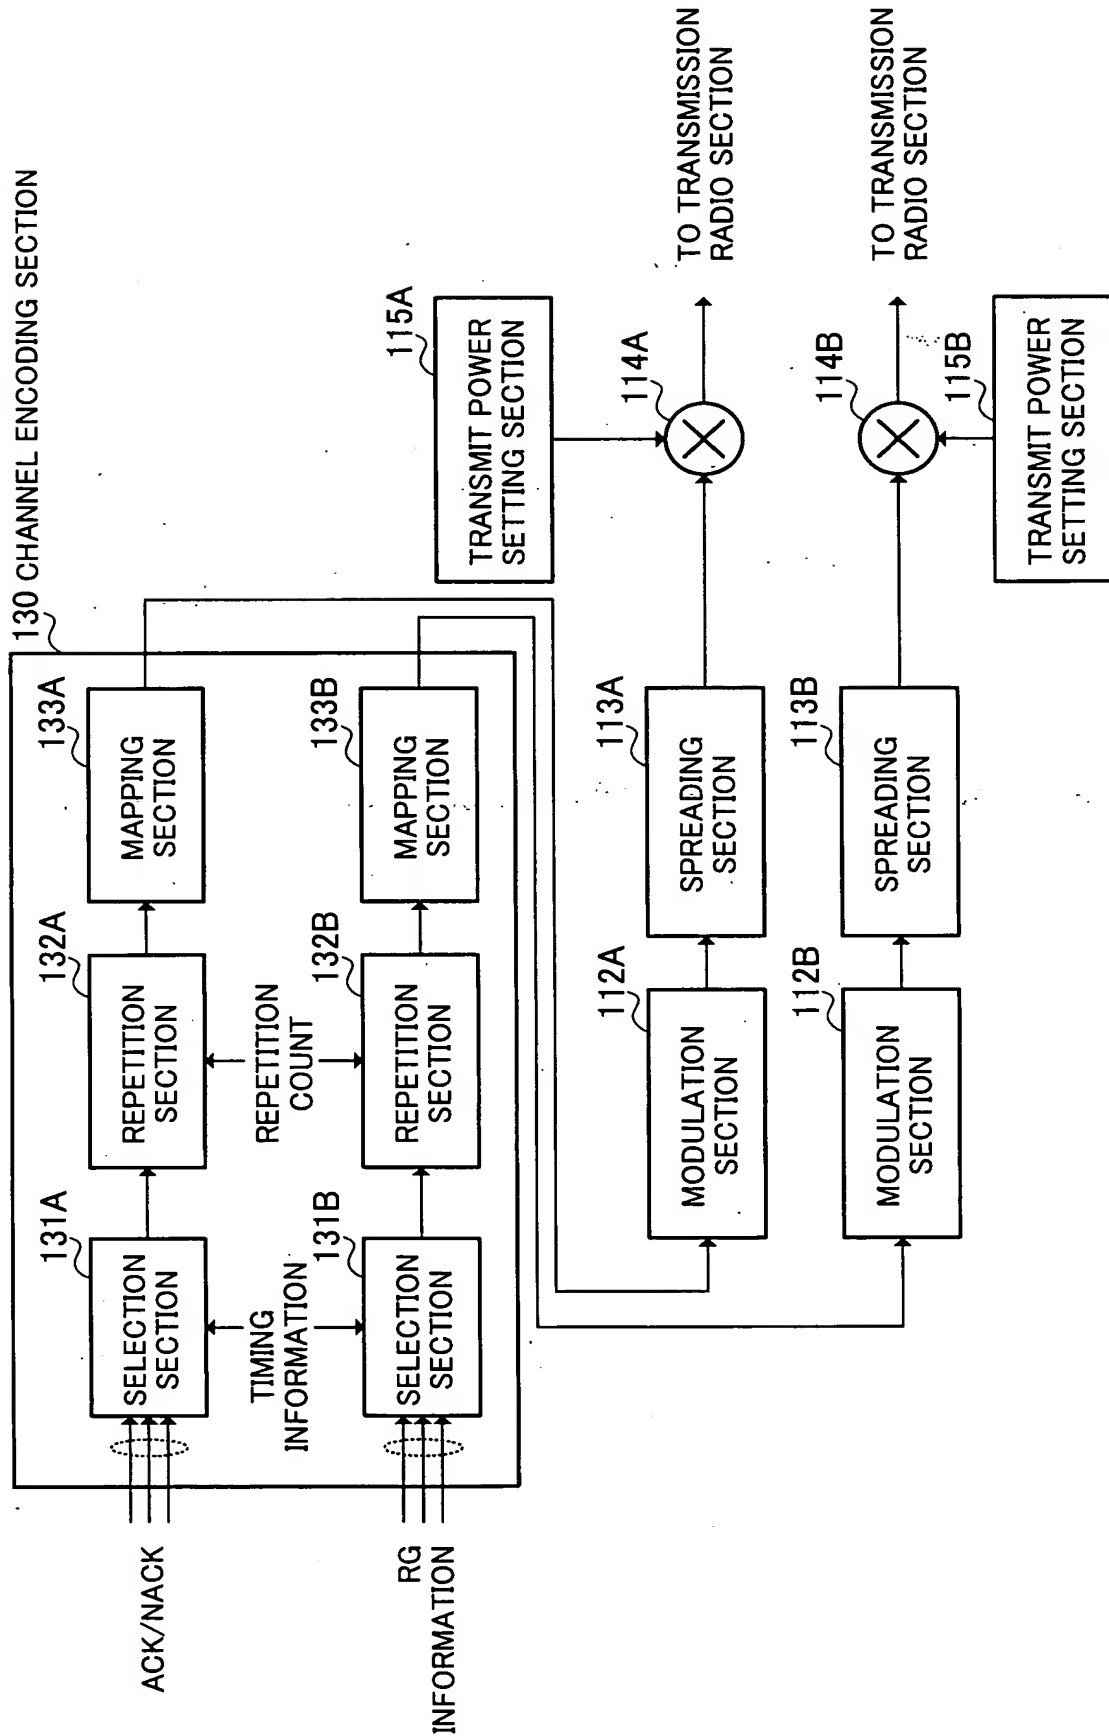 130 CHANNEL ENCODING SECTION
ACK/NACK
131A
SELECTION
SECTION
132A
REPETITION
SECTION
133A
MAPPING
SECTION
TIMING
INFORMATION
REPETITION
COUNT
RG
INFORMATION
131B
SELECTION
SECTION
132B
REPETITION
SECTION
133B
MAPPING
SECTION
115A
TRANSMIT POWER
SETTING SECTION
112A
MODULATION
SECTION
113A
SPREADING
SECTION
114A
TO TRANSMISSION
RADIO SECTION
112B
MODULATION
SECTION
113B
SPREADING
SECTION
114B
TO TRANSMISSION
RADIO SECTION
115B
TRANSMIT POWER
SETTING SECTION